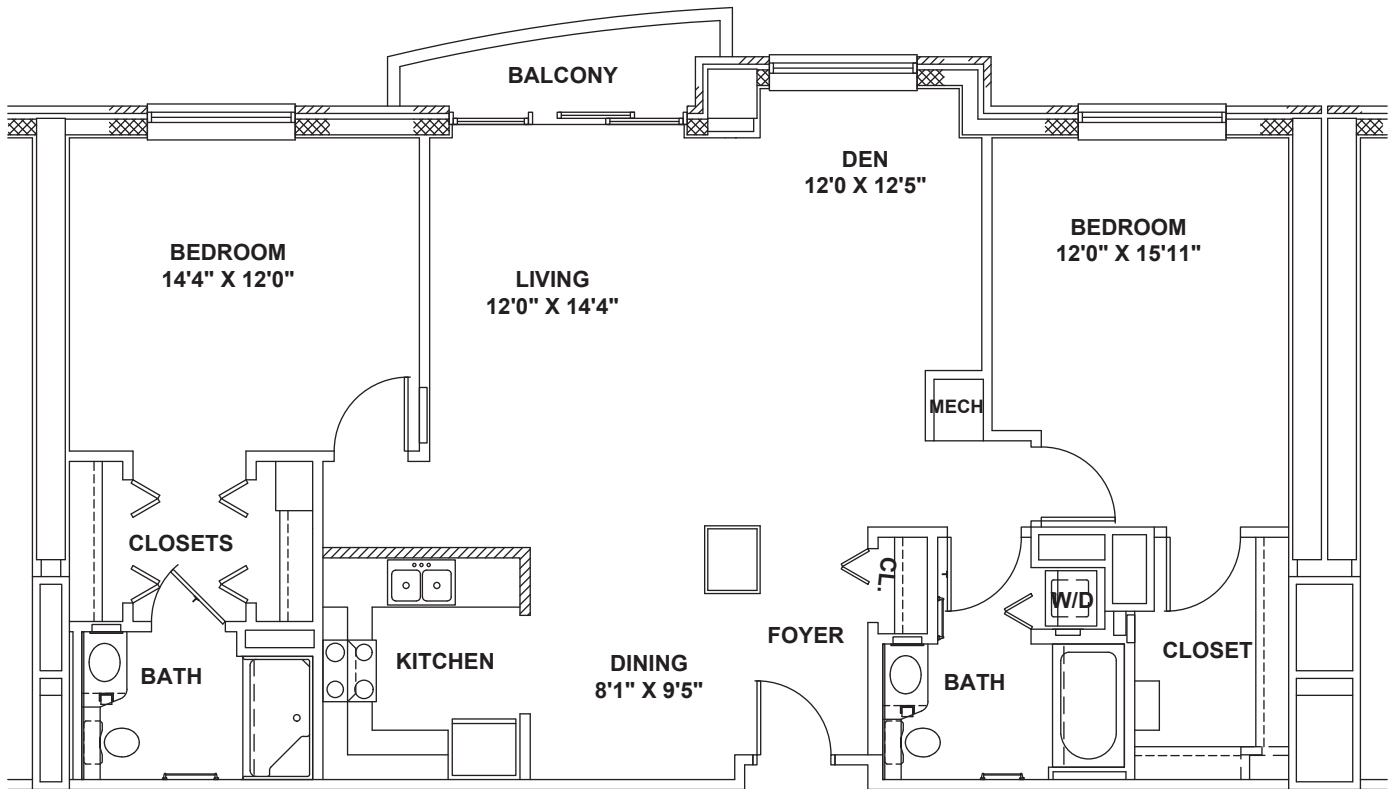 BALCONY
DEN
12'0 X 12'5"
BEDROOM
14'4" X 12'0"
LIVING
12'0" X 14'4"
BEDROOM
12'0" X 15'11"
MECH
CLOSETS
CL.
W/D
BATH
KITCHEN
DINING
8'1" X 9'5"
FOYER
BATH
CLOSET